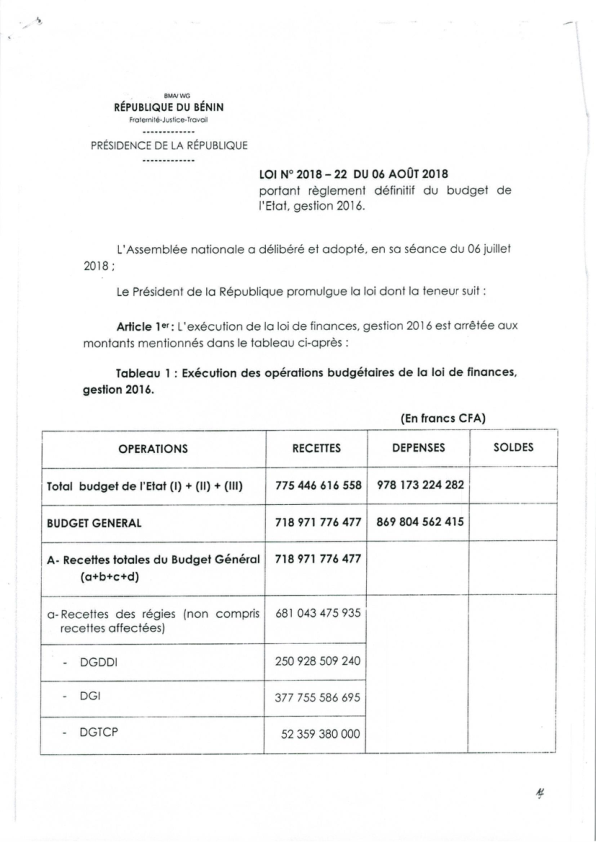 BMA/ WG
RÉPUBLIQUE DU BÉNIN
Fraternité-Justice-Travail
-------------
PRÉSIDENCE DE LA RÉPUBLIQUE
-------------
LOI N° 2018 – 22 DU 06 AOÛT 2018
portant règlement définitif du budget de
l'Etat, gestion 2016.
L'Assemblée nationale a délibéré et adopté, en sa séance du 06 juillet
2018 ;
Le Président de la République promulgue la loi dont la teneur suit :
Article 1er : L'exécution de la loi de finances, gestion 2016 est arrêtée aux
montants mentionnés dans le tableau ci-après :
Tableau 1 : Exécution des opérations budgétaires de la loi de finances,
gestion 2016.
(En francs CFA)
OPERATIONS RECETTES DEPENSES SOLDES
Total budget de l'Etat (I) + (II) + (III) 775 446 616 558 978 173 224 282
BUDGET GENERAL 718 971 776 477 869 804 562 415
A- Recettes totales du Budget Général 718 971 776 477
(a+b+c+d)
a- Recettes des régies (non compris 681 043 475 935
recettes affectées)
- DGDDI 250 928 509 240
- DGI 377 755 586 695
- DGTCP 52 359 380 000